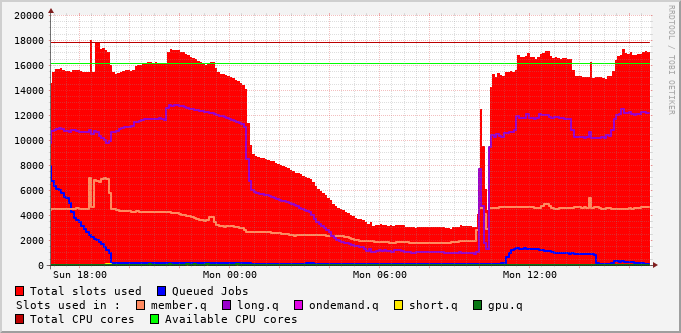 RRDTOOL / TOBI OETIKER
20000
18000
16000
14000
12000
10000
8000
6000
4000
2000
0
Sun 18:00 Mon 00:00 Mon 06:00 Mon 12:00
Total slots used Queued Jobs
Slots used in : member.q long.q ondemand.q short.q gpu.q
Total CPU cores Available CPU cores